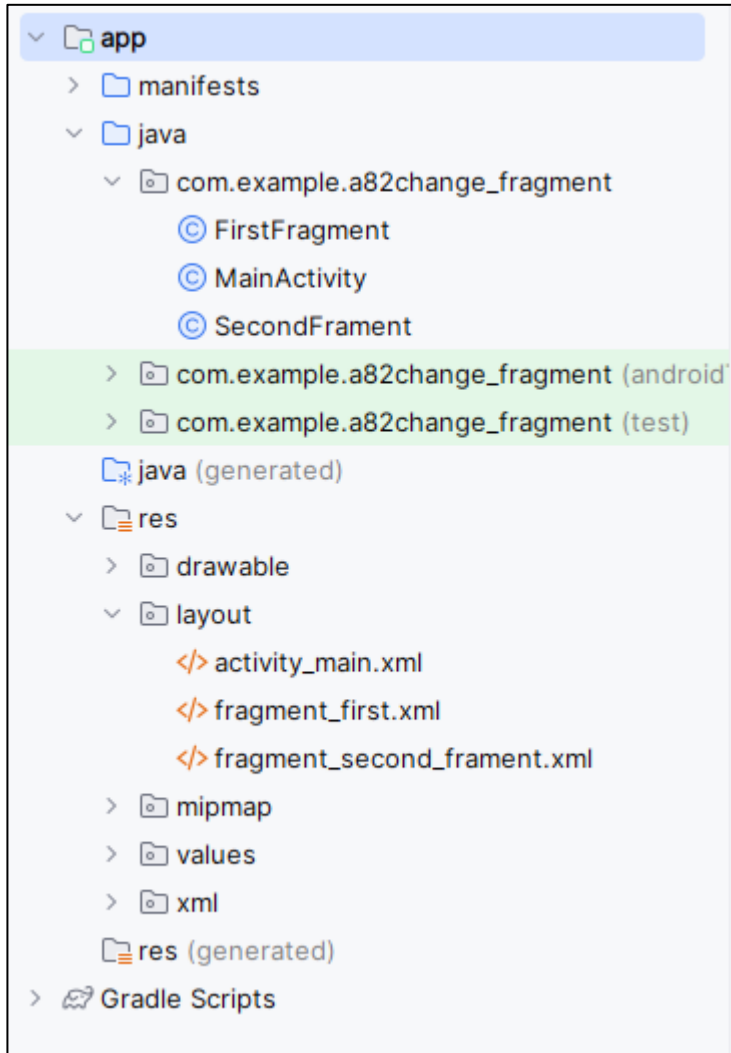 app
manifests
java
com.example.a82change_fragment
FirstFragment
MainActivity
SecondFrament
com.example.a82change_fragment (android
com.example.a82change_fragment (test)
java (generated)
res
drawable
layout
activity_main.xml
fragment_first.xml
fragment_second_frament.xml
mipmap
values
xml
res (generated)
Gradle Scripts